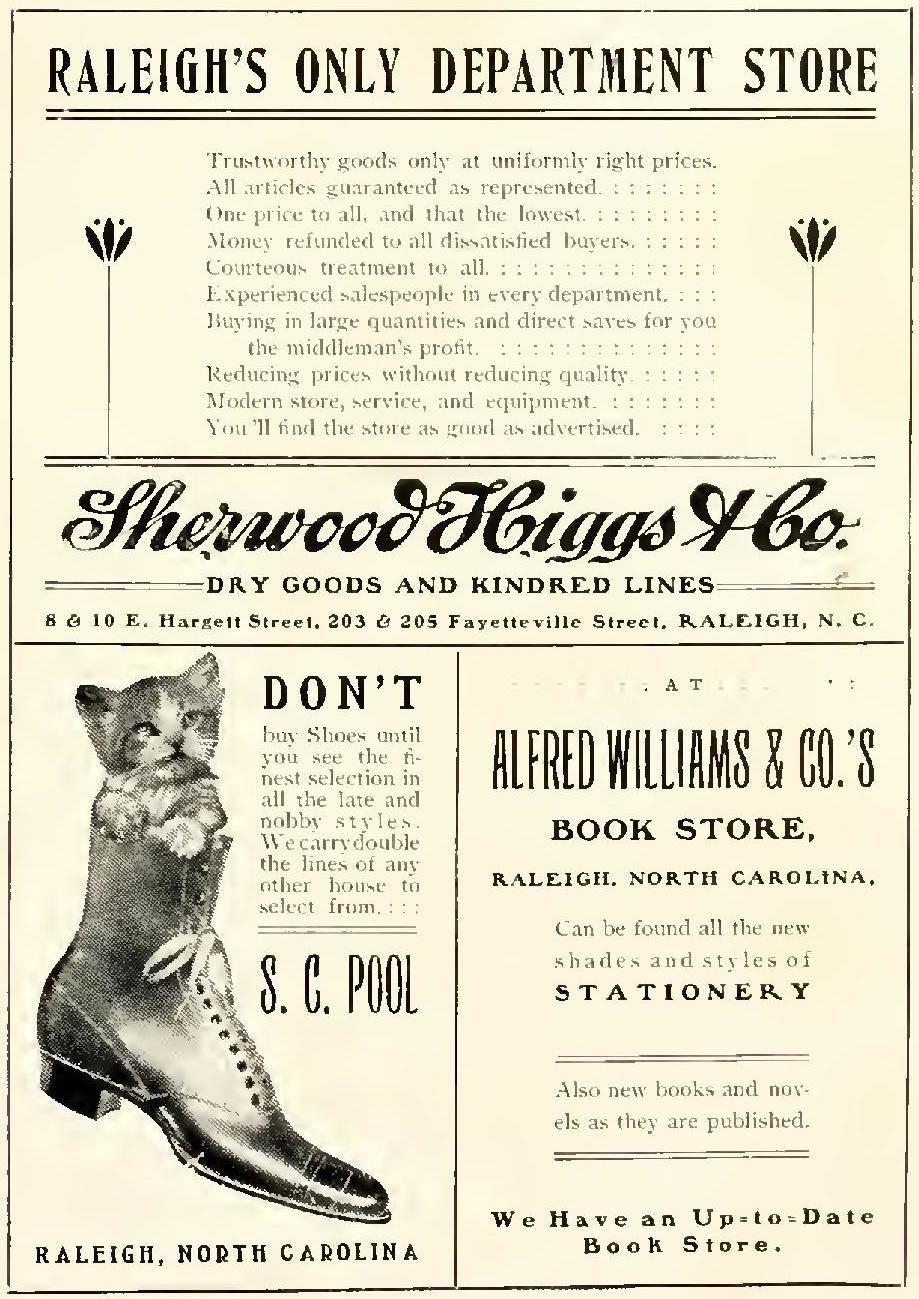 RALEIGH'S ONLY DEPARTMENT STORE
Trustworthy goods only at uniformly right prices.
All articles guaranteed as represented. : : : : : : :
One price to all, and that the lowest. : : : : : : :
Money refunded to all dissatisfied buyers. : : : : :
Courteous treatment to all. : : : : : : : : : : : :
Experienced salespeople in every department. : : :
Buying in large quantities and direct saves for you
the middleman's profit. : : : : : : : : : : : : :
Reducing prices without reducing quality. : : : : :
Modern store, service, and equipment. : : : : : :
You'll find the store as good as advertised. : : : :
Sherwood Higgs & Co.
DRY GOODS AND KINDRED LINES
8 & 10 E. Hargett Street, 203 & 205 Fayetteville Street, RALEIGH, N. C.
DON'T
buy Shoes until
you see the fi-
nest selection in
all the late and
nobby styles.
We carry double
the lines of any
other house to
select from. : : :
S. C. POOL
RALEIGH, NORTH CAROLINA
AT
ALFRED WILLIAMS & CO.'S
BOOK STORE,
RALEIGH, NORTH CAROLINA,
Can be found all the new
shades and styles of
STATIONERY
Also new books and nov-
els as they are published.
We Have an Up=to=Date
Book Store.